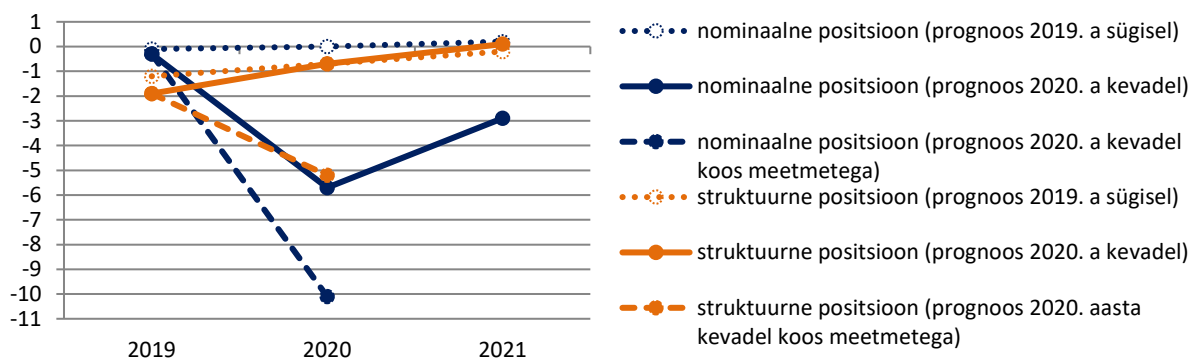 1
0
-1
-2
-3
-4
-5
-6
-7
-8
-9
-10
-11
2019
2020
2021
nominaalne positsioon (prognoos 2019. a sügisel)
nominaalne positsioon (prognoos 2020. a kevadel)
nominaalne positsioon (prognoos 2020. a kevadel
koos meetmetega)
struktuurne positsioon (prognoos 2019. a sügisel)
struktuurne positsioon (prognoos 2020. a kevadel)
struktuurne positsioon (prognoos 2020. aasta
kevadel koos meetmetega)